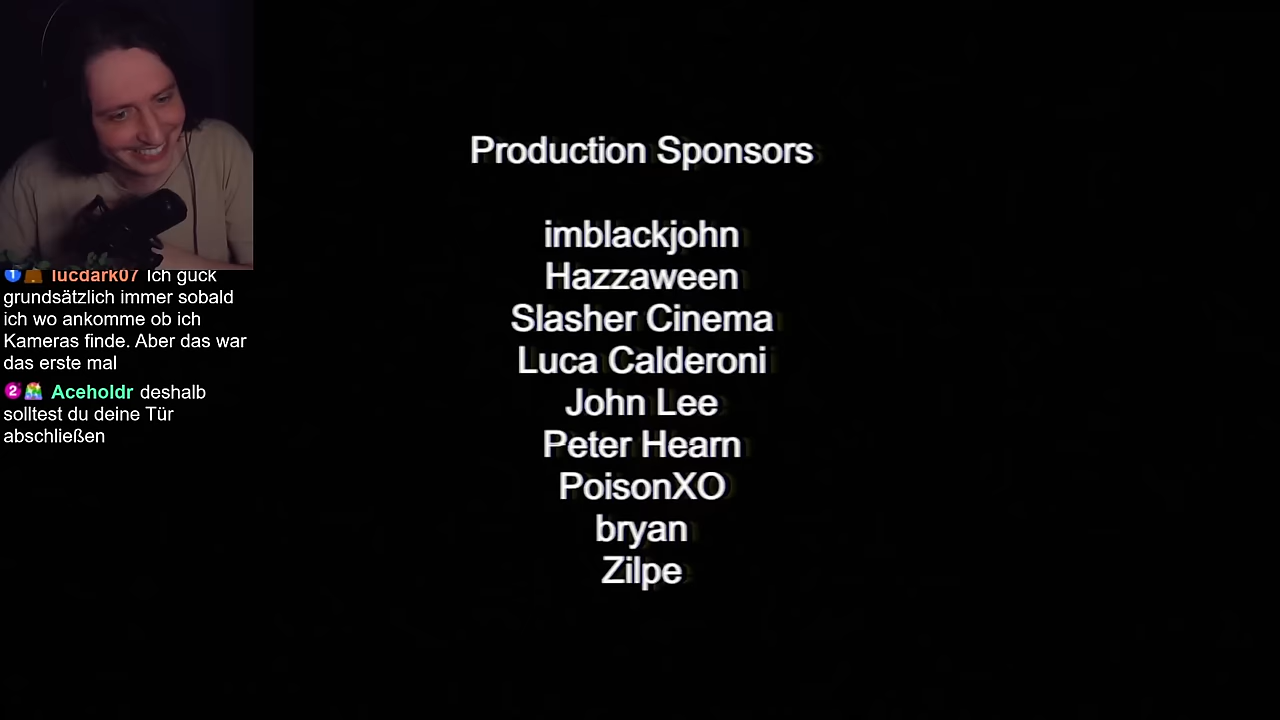 Production Sponsors
imblackjohn
Hazzaween
Slasher Cinema
Luca Calderoni
John Lee
Peter Hearn
PoisonXO
bryan
Zilpe
1 lucdark07 Ich guck
grundsätzlich immer sobald
ich wo ankomme ob ich
Kameras finde. Aber das war
das erste mal
2 Aceholdr deshalb
solltest du deine Tür
abschließen